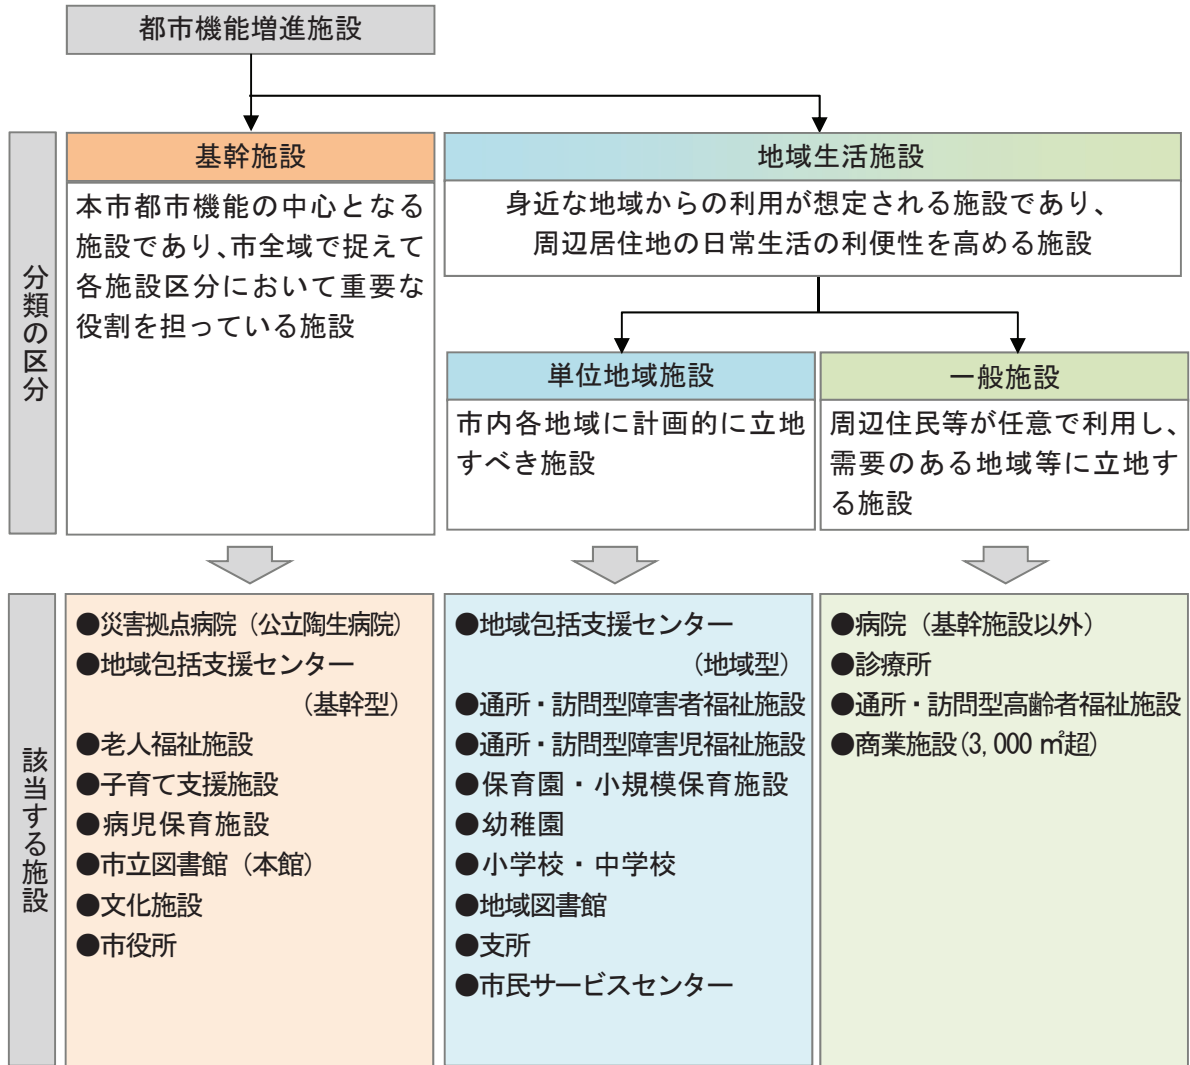 都市機能増進施設
分類の区分
基幹施設
本市都市機能の中心となる
施設であり、市全域で捉えて
各施設区分において重要な
役割を担っている施設
地域生活施設
身近な地域からの利用が想定される施設であり、
周辺居住地の日常生活の利便性を高める施設
単位地域施設
市内各地域に計画的に立地
すべき施設
一般施設
周辺住民等が任意で利用し、
需要のある地域等に立地す
る施設
該当する施設
●災害拠点病院（公立陶生病院）
●地域包括支援センター
（基幹型）
●老人福祉施設
●子育て支援施設
●病児保育施設
●市立図書館（本館）
●文化施設
●市役所
●地域包括支援センター
（地域型）
●通所・訪問型障害者福祉施設
●通所・訪問型障害児福祉施設
●保育園・小規模保育施設
●幼稚園
●小学校・中学校
●地域図書館
●支所
●市民サービスセンター
●病院（基幹施設以外）
●診療所
●通所・訪問型高齢者福祉施設
●商業施設(3,000 ㎡超)